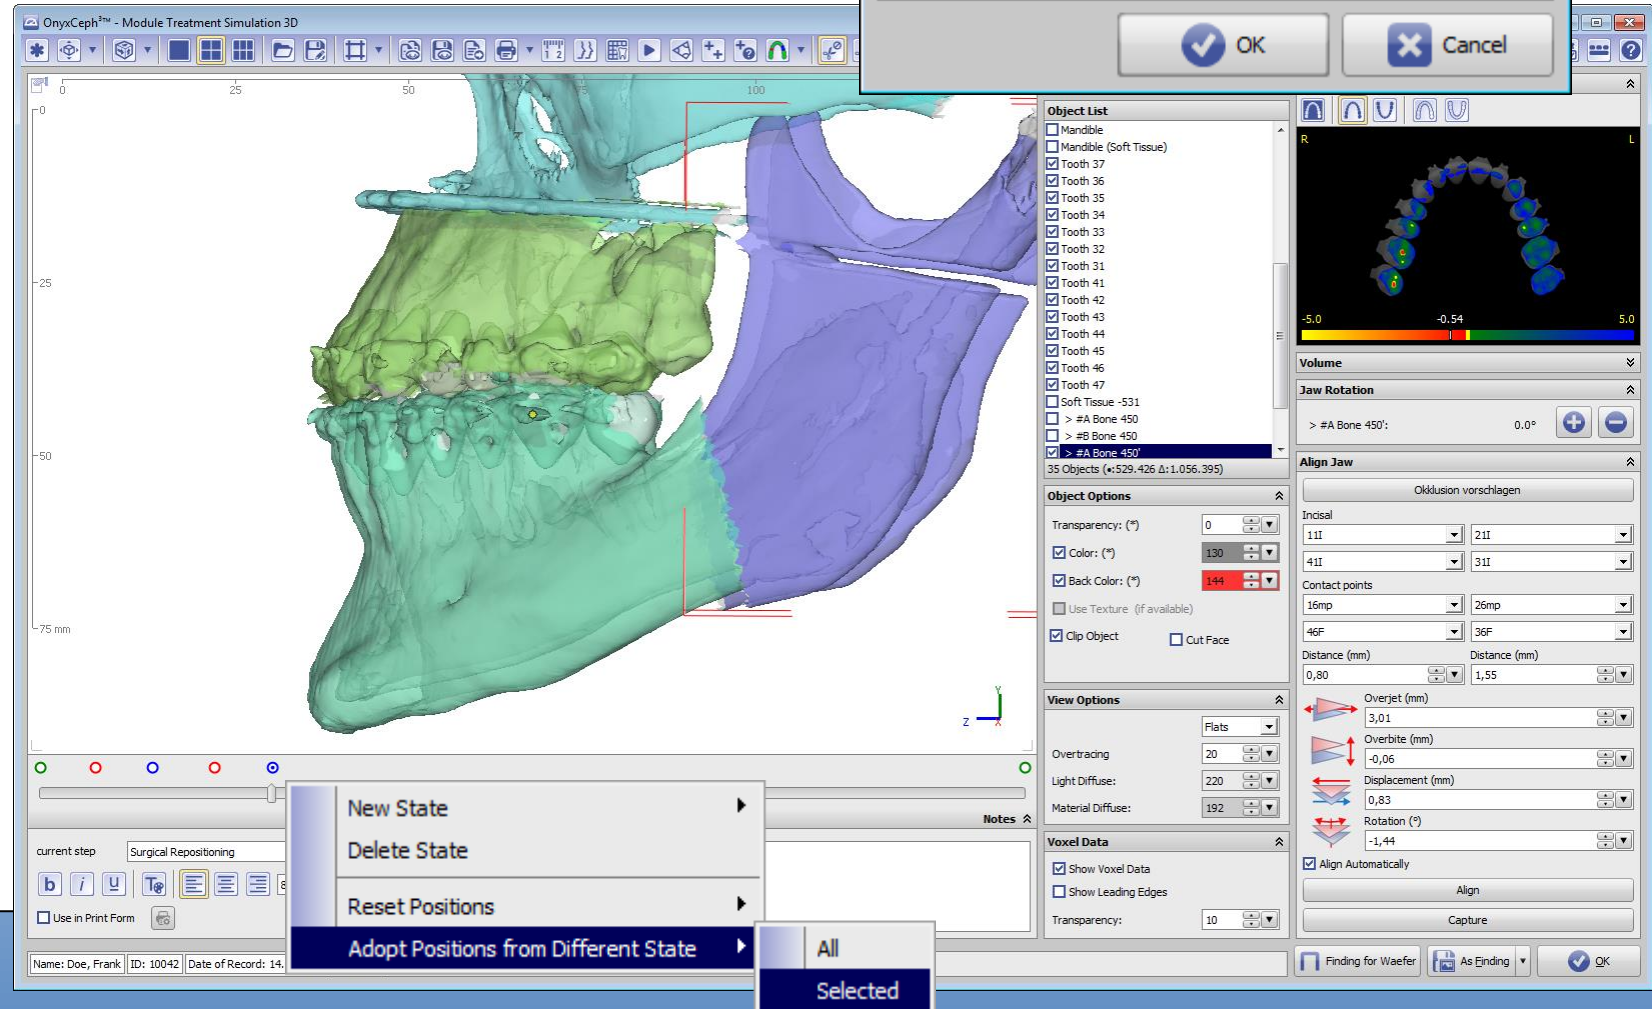 OnyxCeph³™ - Module Treatment Simulation 3D
OK
Cancel
0
25
50
75
100
0
25
50
75 mm
Y
Z
X
Object List
Mandible
Mandible (Soft Tissue)
Tooth 37
Tooth 36
Tooth 35
Tooth 34
Tooth 33
Tooth 32
Tooth 31
Tooth 41
Tooth 42
Tooth 43
Tooth 44
Tooth 45
Tooth 46
Tooth 47
Soft Tissue -531
> #A Bone 450
> #B Bone 450
> #A Bone 450'
35 Objects (•:529.426 Δ:1.056.395)
Object Options
Transparency: (*) 0
Color: (*) 130
Back Color: (*) 144
Use Texture (if available)
Clip Object Cut Face
View Options
Flats
Overtracing 20
Light Diffuse: 220
Material Diffuse: 192
Voxel Data
Show Voxel Data
Show Leading Edges
Transparency: 10
R L
-5.0 -0.54 5.0
Volume
Jaw Rotation
> #A Bone 450': 0.0°
Align Jaw
Okklusion vorschlagen
Incisal
11I 21I
41I 31I
Contact points
16mp 26mp
46F 36F
Distance (mm) Distance (mm)
0,80 1,55
Overjet (mm)
3,01
Overbite (mm)
-0,06
Displacement (mm)
0,83
Rotation (°)
-1,44
Align Automatically
Align
Capture
Finding for Waefer As Finding OK
Notes
current step Surgical Repositioning
b i u
8
Use in Print Form
Name: Doe, Frank ID: 10042 Date of Record: 14.
New State
Delete State
Reset Positions
Adopt Positions from Different State
All
Selected